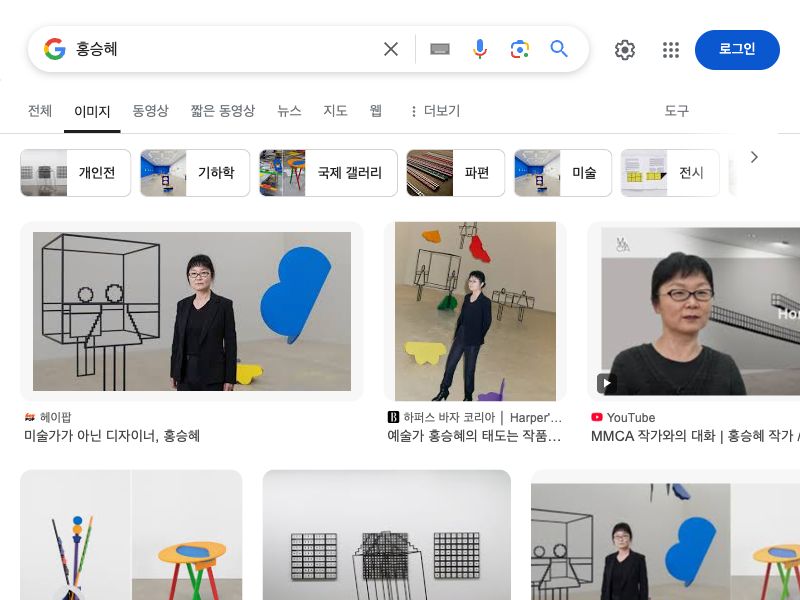 홍승혜
로그인
전체
이미지
동영상
짧은 동영상
뉴스
지도
웹
더보기
도구
개인전
기하학
국제 갤러리
파편
미술
전시
MMCA
Hon
헤이팝
미술가가 아닌 디자이너, 홍승혜
하퍼스 바자 코리아 | Harper'...
예술가 홍승혜의 태도는 작품...
YouTube
MMCA 작가와의 대화 | 홍승혜 작가 /